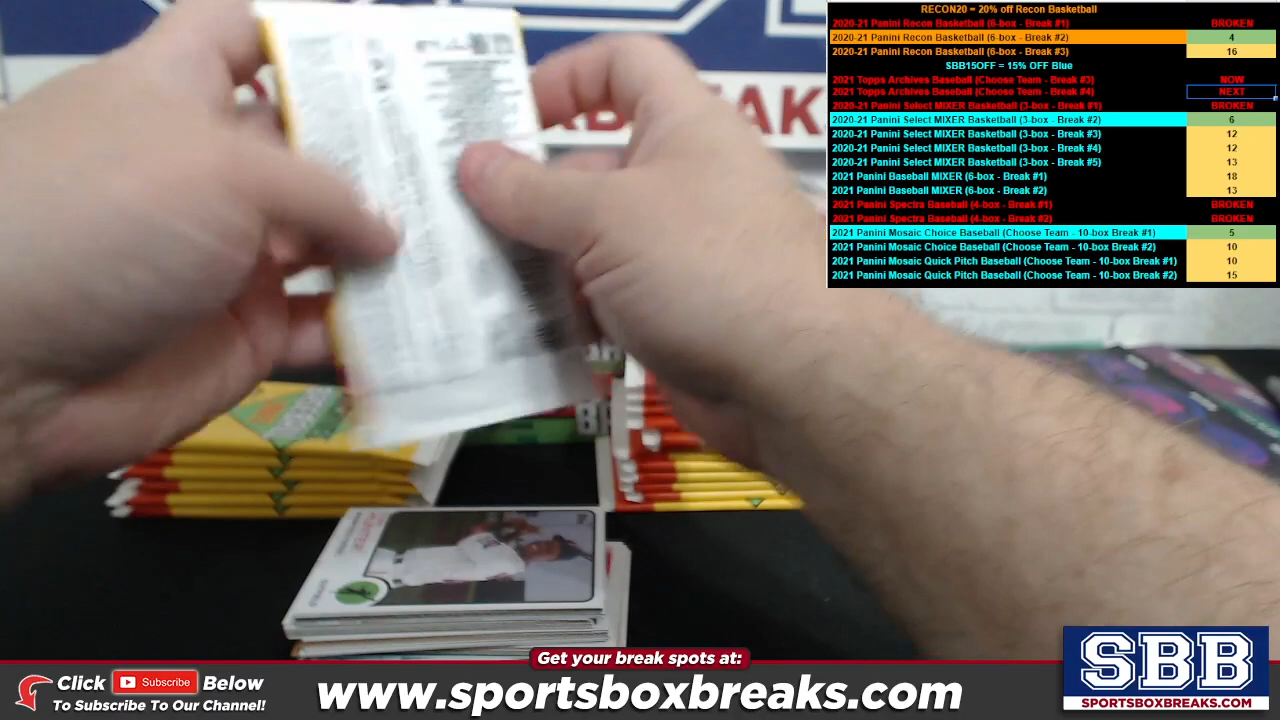 RECON20 = 20% off Recon Basketball
2020-21 Panini Recon Basketball (6-box - Break #1) BROKEN
2020-21 Panini Recon Basketball (6-box - Break #2) 4
2020-21 Panini Recon Basketball (6-box - Break #3) 16
SBB15OFF = 15% OFF Blue
2021 Topps Archives Baseball (Choose Team - Break #3) NOW
2021 Topps Archives Baseball (Choose Team - Break #4) NEXT
2020-21 Panini Select MIXER Basketball (3-box - Break #1) BROKEN
2020-21 Panini Select MIXER Basketball (3-box - Break #2) 6
2020-21 Panini Select MIXER Basketball (3-box - Break #3) 12
2020-21 Panini Select MIXER Basketball (3-box - Break #4) 12
2020-21 Panini Select MIXER Basketball (3-box - Break #5) 13
2021 Panini Baseball MIXER (6-box - Break #1) 18
2021 Panini Baseball MIXER (6-box - Break #2) 13
2021 Panini Spectra Baseball (4-box - Break #1) BROKEN
2021 Panini Spectra Baseball (4-box - Break #2) BROKEN
2021 Panini Mosaic Choice Baseball (Choose Team - 10-box Break #1) 5
2021 Panini Mosaic Choice Baseball (Choose Team - 10-box Break #2) 10
2021 Panini Mosaic Quick Pitch Baseball (Choose Team - 10-box Break #1) 10
2021 Panini Mosaic Quick Pitch Baseball (Choose Team - 10-box Break #2) 15
Get your break spots at:
Click Subscribe Below
To Subscribe To Our Channel!
www.sportsboxbreaks.com
SBB
SPORTSBOXBREAKS.COM